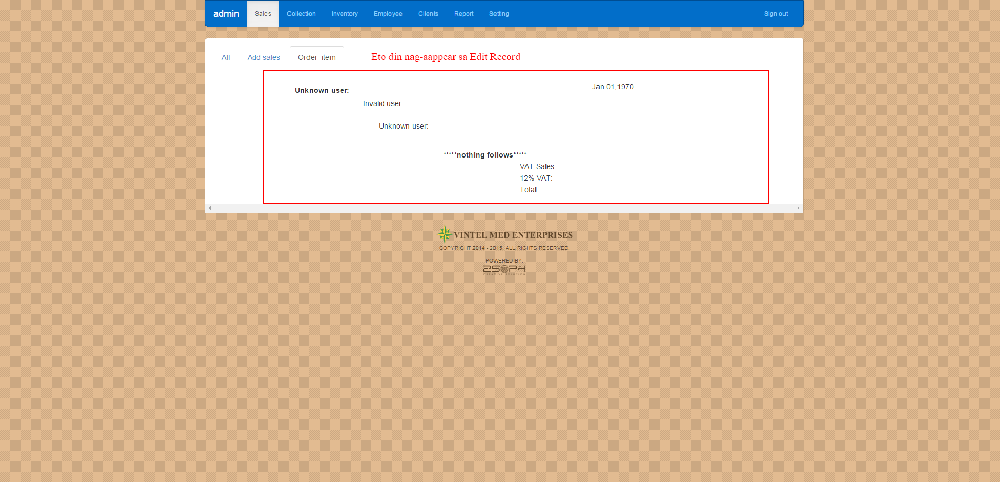 admin Sales Collection Inventory Employee Clients Report Setting Sign out
All Add sales Order_item Eto din nag-aappear sa Edit Record
Jan 01,1970
Unknown user:
Invalid user
Unknown user:
*****nothing follows*****
VAT Sales:
12% VAT:
Total:
VINTEL MED ENTERPRISES
COPYRIGHT 2014 - 2015. ALL RIGHTS RESERVED.
POWERED BY:
2SOP4
CREATIVE SOLUTION